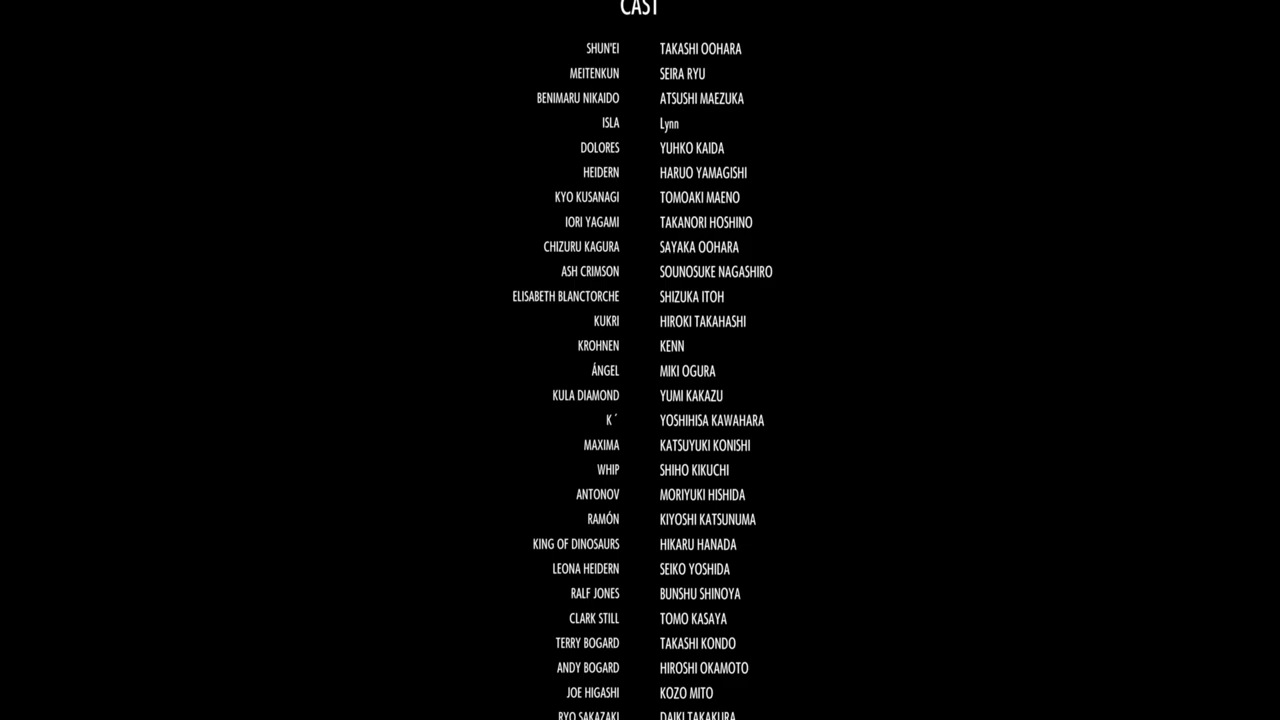 CAST
SHUN'EI TAKASHI OOHARA
MEITENKUN SEIRA RYU
BENIMARU NIKAIDO ATSUSHI MAEZUKA
ISLA Lynn
DOLORES YUHKO KAIDA
HEIDERN HARUO YAMAGISHI
KYO KUSANAGI TOMOAKI MAENO
IORI YAGAMI TAKANORI HOSHINO
CHIZURU KAGURA SAYAKA OOHARA
ASH CRIMSON SOUNOSUKE NAGASHIRO
ELISABETH BLANCTORCHE SHIZUKA ITOH
KUKRI HIROKI TAKAHASHI
KROHNEN KENN
ÁNGEL MIKI OGURA
KULA DIAMOND YUMI KAKAZU
K´ YOSHIHISA KAWAHARA
MAXIMA KATSUYUKI KONISHI
WHIP SHIHO KIKUCHI
ANTONOV MORIYUKI HISHIDA
RAMÓN KIYOSHI KATSUNUMA
KING OF DINOSAURS HIKARU HANADA
LEONA HEIDERN SEIKO YOSHIDA
RALF JONES BUNSHU SHINOYA
CLARK STILL TOMO KASAYA
TERRY BOGARD TAKASHI KONDO
ANDY BOGARD HIROSHI OKAMOTO
JOE HIGASHI KOZO MITO
RYO SAKAZAKI DAIKI TAKAKURA